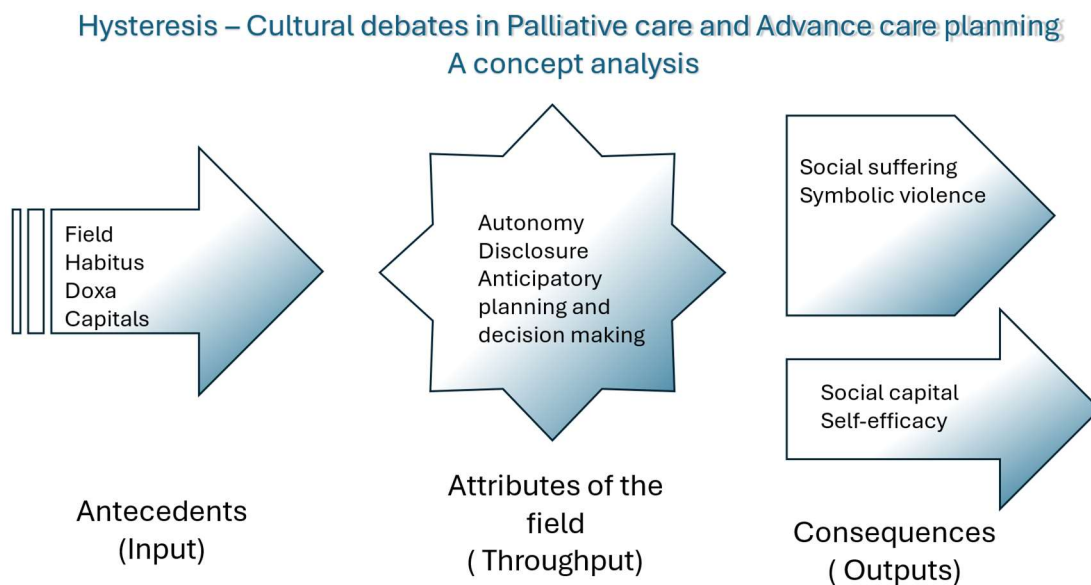 Hysteresis – Cultural debates in Palliative care and Advance care planning
A concept analysis
Field
Habitus
Doxa
Capitals
Antecedents
(Input)
Autonomy
Disclosure
Anticipatory
planning and
decision making
Attributes of the
field
( Throughput)
Social suffering
Symbolic violence
Social capital
Self-efficacy
Consequences
( Outputs)